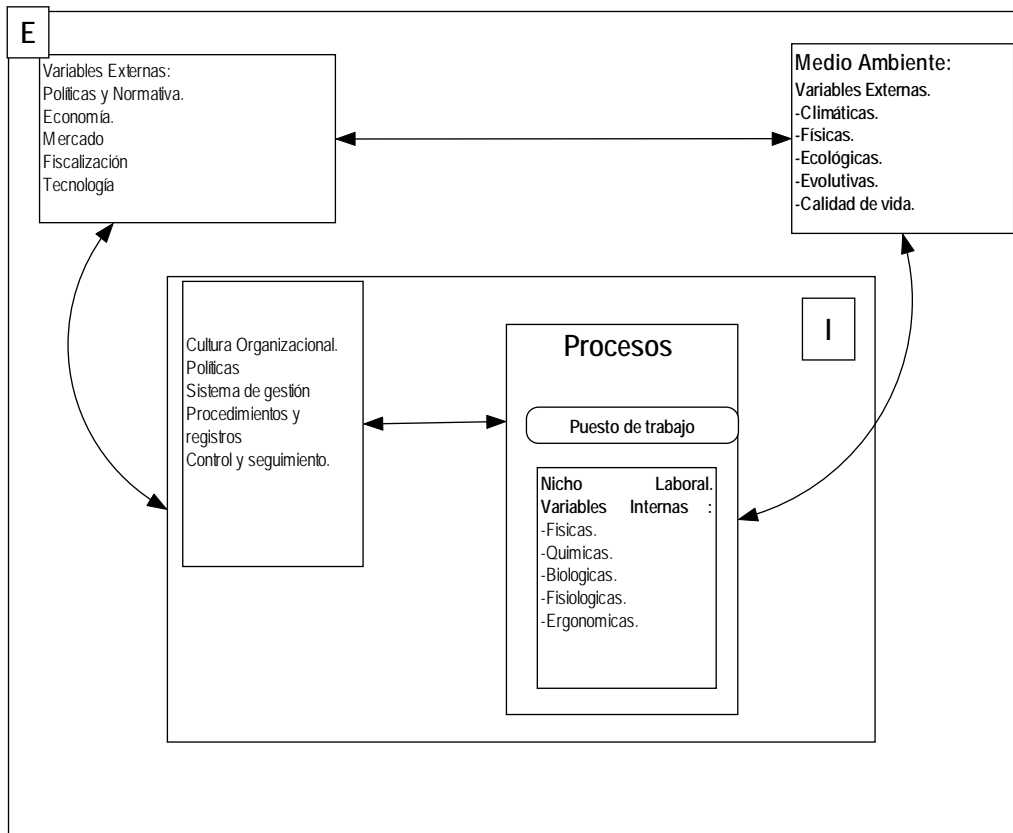 E
Variables Externas:
Políticas y Normativa.
Economía.
Mercado
Fiscalización
Tecnología
Medio Ambiente:
Variables Externas.
-Climáticas.
-Físicas.
-Ecológicas.
-Evolutivas.
-Calidad de vida.
I
Cultura Organizacional.
Políticas
Sistema de gestión
Procedimientos y
registros
Control y seguimiento.
Procesos
Puesto de trabajo
Nicho Laboral.
Variables Internas :
-Fisicas.
-Quimicas.
-Biologicas.
-Fisiologicas.
-Ergonomicas.